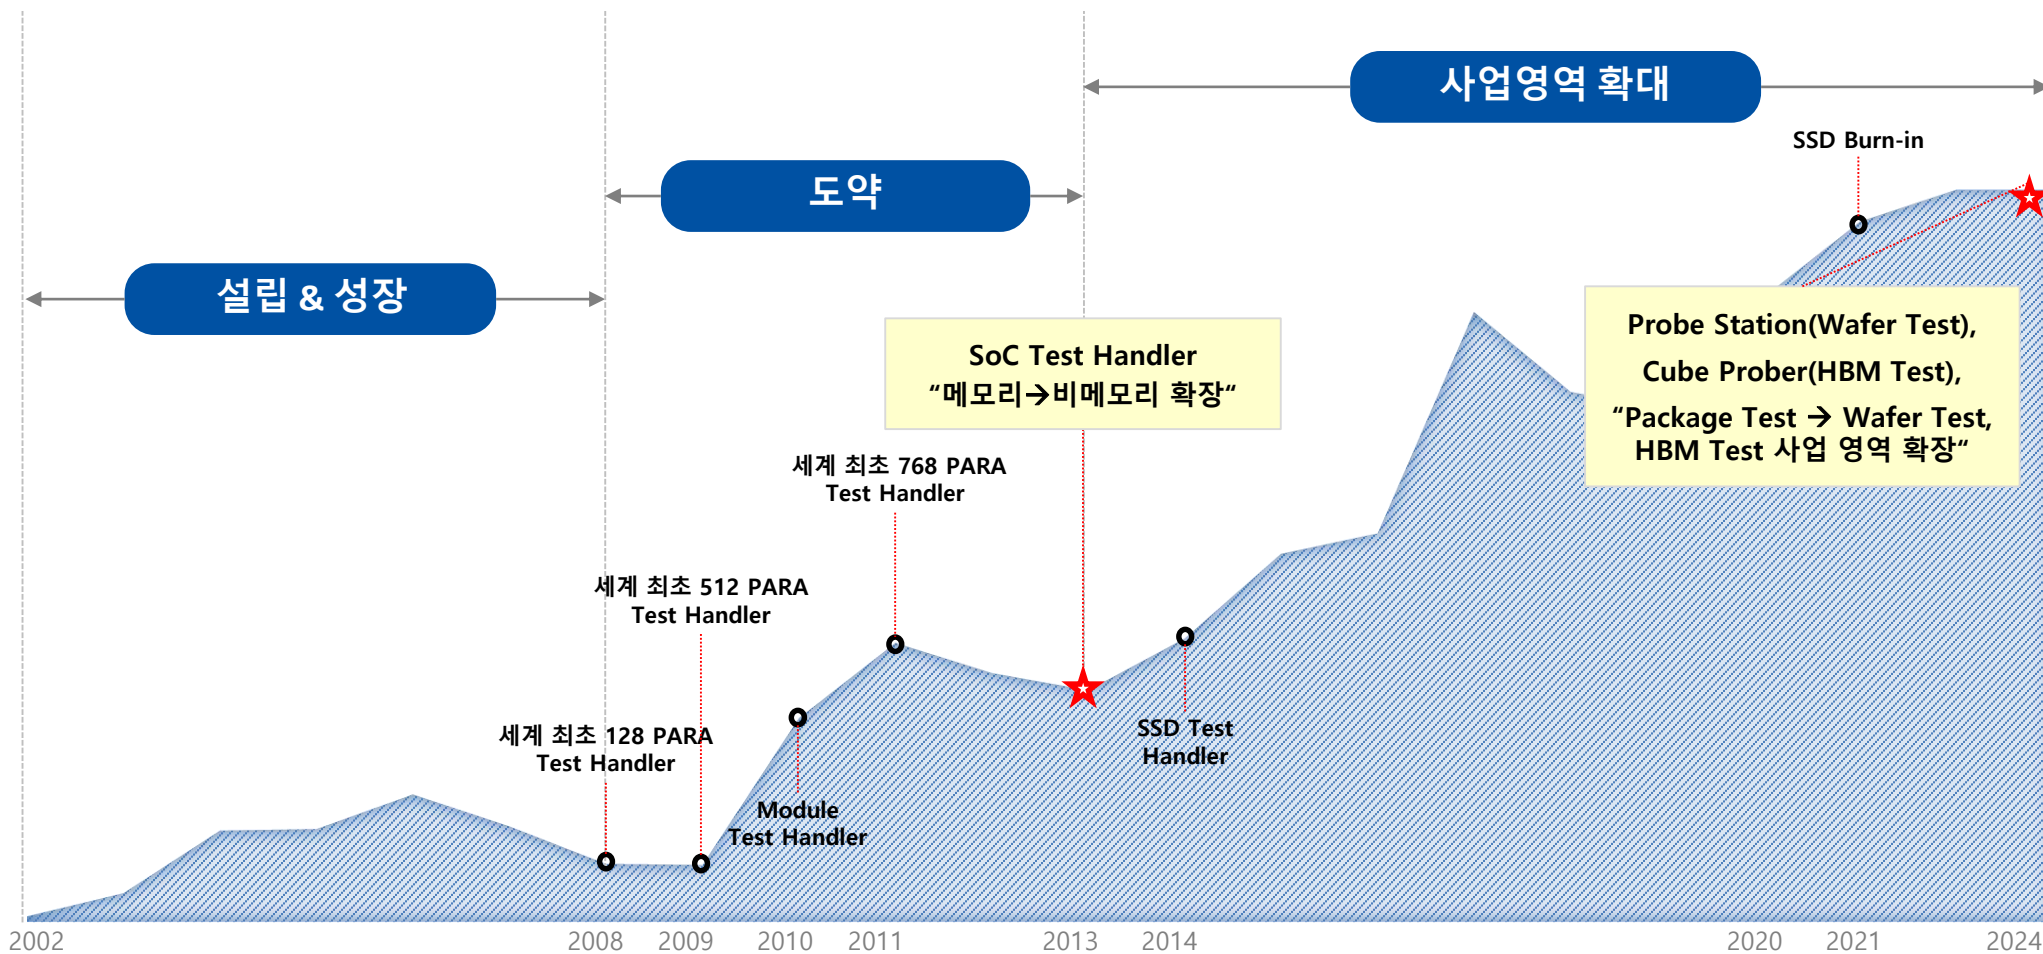 사업영역 확대
SSD Burn-in
도약
설립 & 성장
Probe Station(Wafer Test),
Cube Prober(HBM Test),
“Package Test → Wafer Test,
HBM Test 사업 영역 확장“
SoC Test Handler
“메모리→비메모리 확장“
세계 최초 768 PARA
Test Handler
세계 최초 512 PARA
Test Handler
세계 최초 128 PARA
Test Handler
SSD Test
Handler
Module
Test Handler
2002 2008 2009 2010 2011 2013 2014 2020 2021 2024